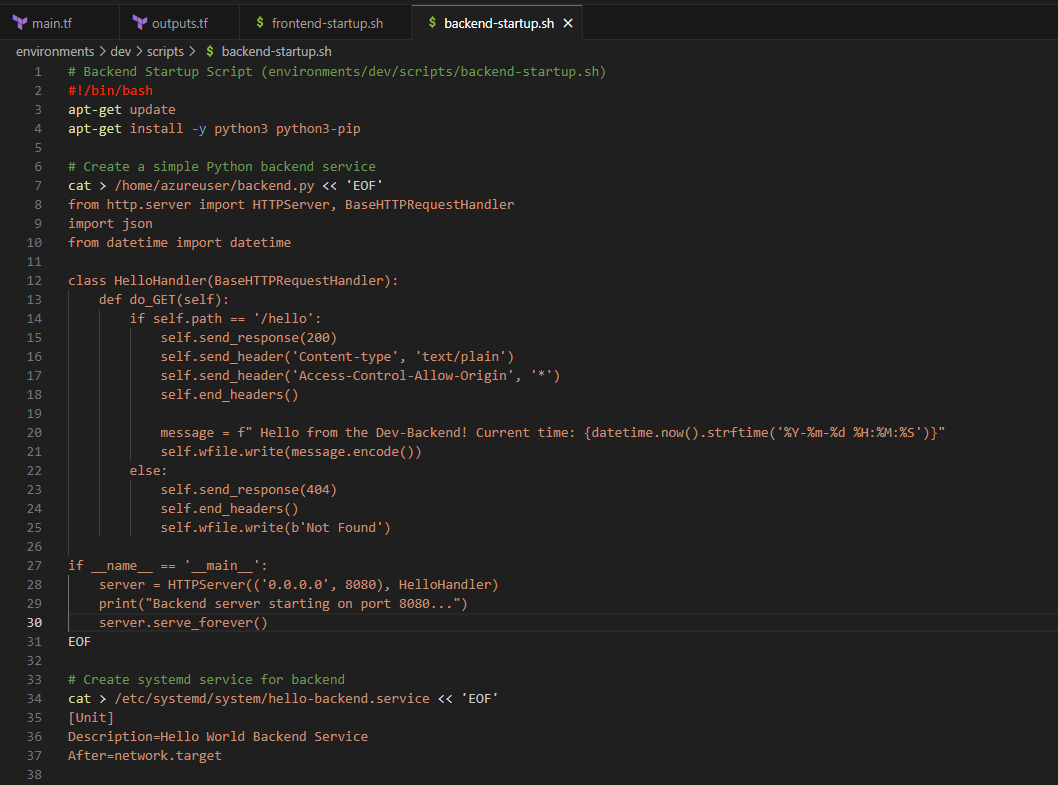 main.tf
outputs.tf
$ frontend-startup.sh
$ backend-startup.sh ×
environments > dev > scripts > $ backend-startup.sh
1 # Backend Startup Script (environments/dev/scripts/backend-startup.sh)
2 #!/bin/bash
3 apt-get update
4 apt-get install -y python3 python3-pip
5
6 # Create a simple Python backend service
7 cat > /home/azureuser/backend.py << 'EOF'
8 from http.server import HTTPServer, BaseHTTPRequestHandler
9 import json
10 from datetime import datetime
11
12 class HelloHandler(BaseHTTPRequestHandler):
13     def do_GET(self):
14         if self.path == '/hello':
15             self.send_response(200)
16             self.send_header('Content-type', 'text/plain')
17             self.send_header('Access-Control-Allow-Origin', '*')
18             self.end_headers()
19
20             message = f" Hello from the Dev-Backend! Current time: {datetime.now().strftime('%Y-%m-%d %H:%M:%S')}"
21             self.wfile.write(message.encode())
22         else:
23             self.send_response(404)
24             self.end_headers()
25             self.wfile.write(b'Not Found')
26
27 if __name__ == '__main__':
28     server = HTTPServer(('0.0.0.0', 8080), HelloHandler)
29     print("Backend server starting on port 8080...")
30     server.serve_forever()
31 EOF
32
33 # Create systemd service for backend
34 cat > /etc/systemd/system/hello-backend.service << 'EOF'
35 [Unit]
36 Description=Hello World Backend Service
37 After=network.target
38